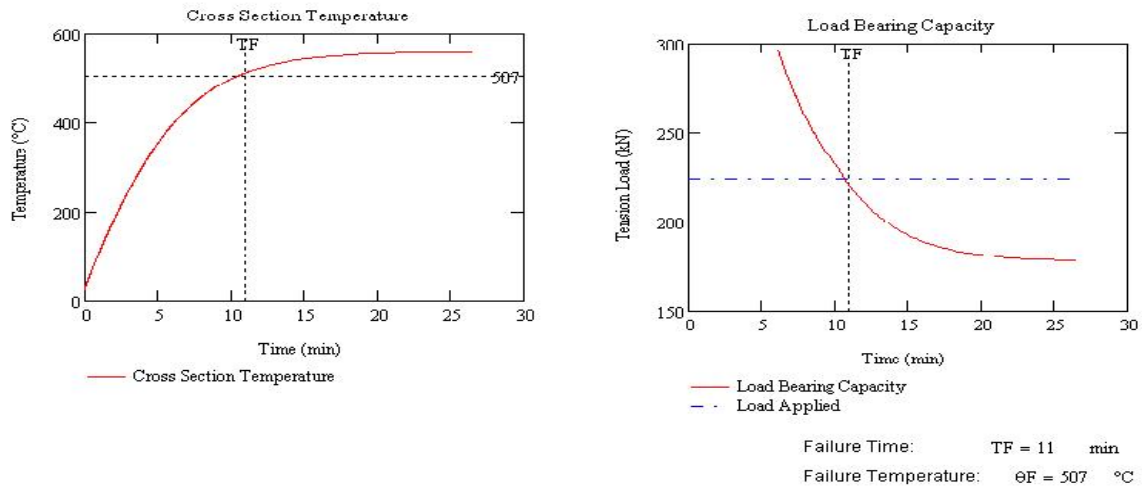 Cross Section Temperature
600
400
200
0
TF
507
0 5 10 15 20 25 30
Temperature (°C)
Time (min)
Cross Section Temperature
Load Bearing Capacity
300
250
200
150
TF
0 5 10 15 20 25 30
Tension Load (kN)
Time (min)
Load Bearing Capacity
Load Applied
Failure Time: TF = 11 min
Failure Temperature: θF = 507 °C